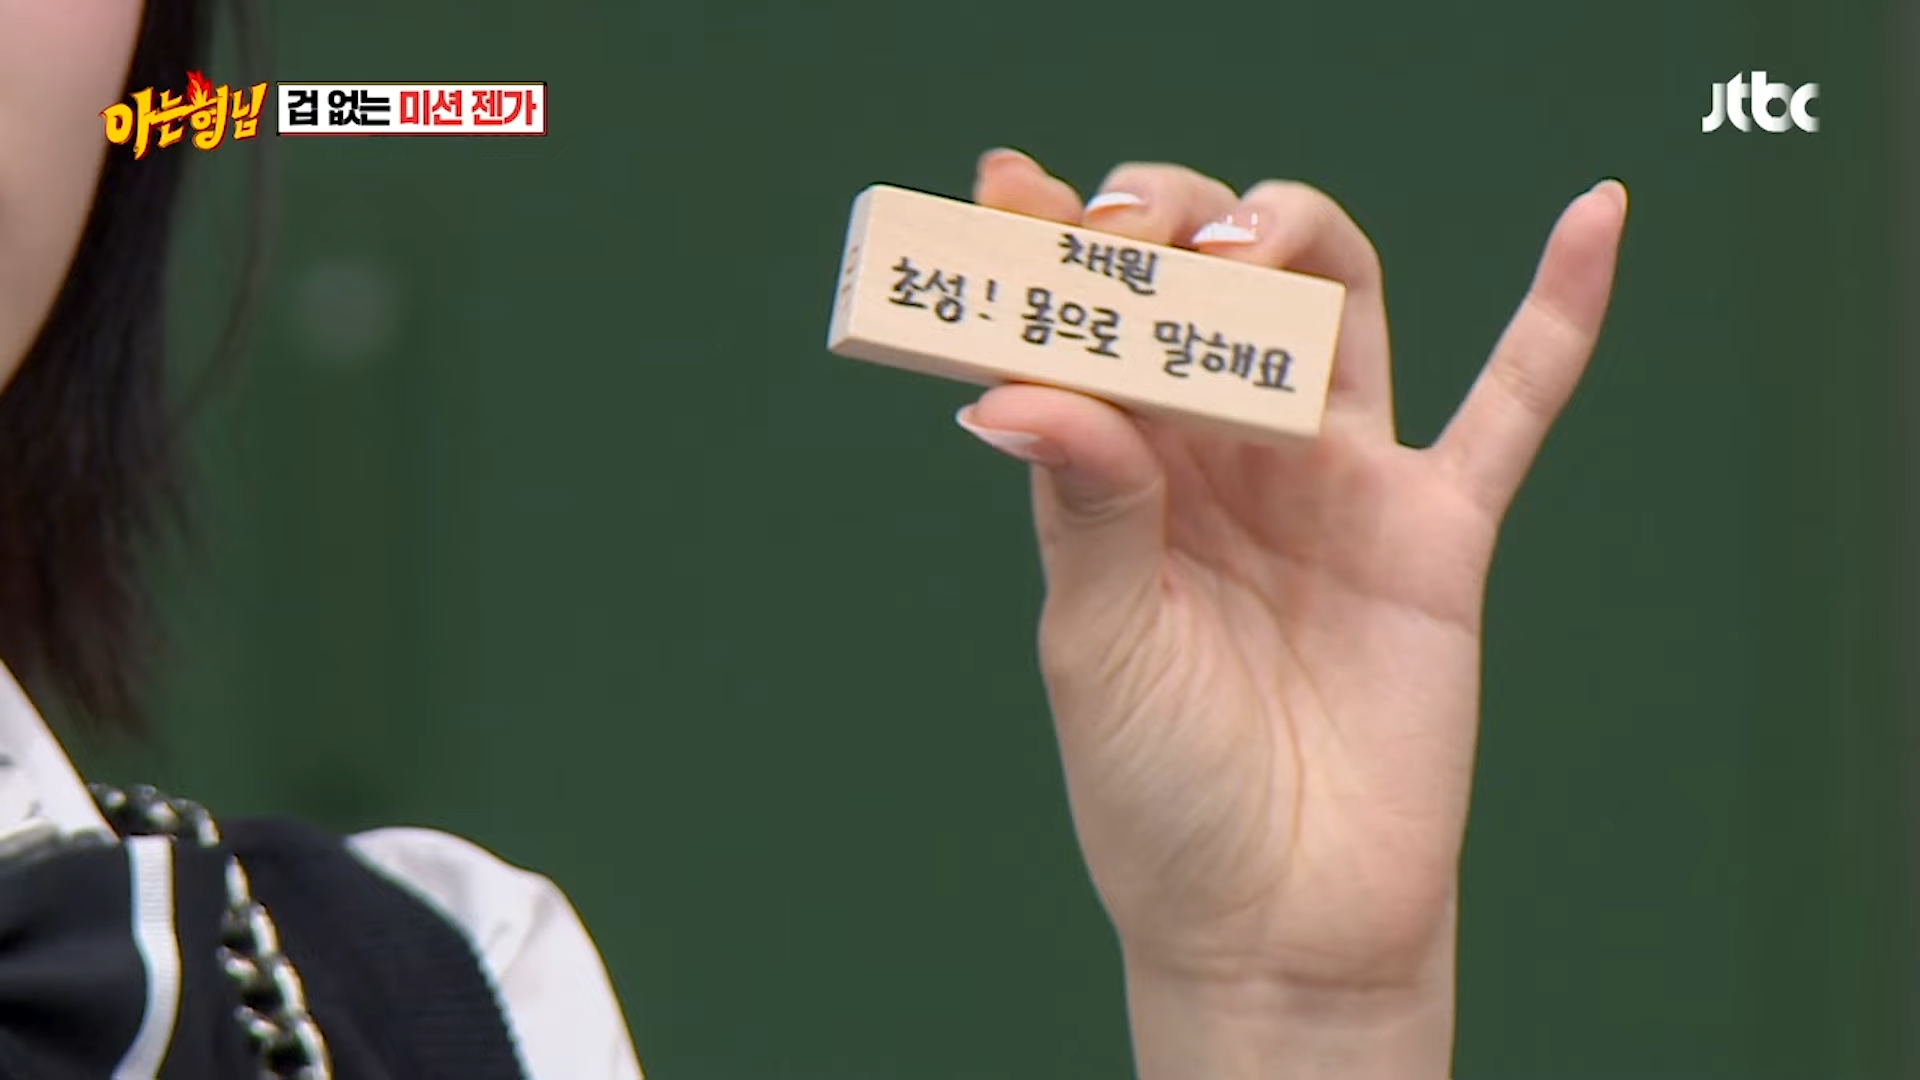 아는형님
겁 없는 미션 젠가
jtbc
채원
초성! 몸으로 말해요